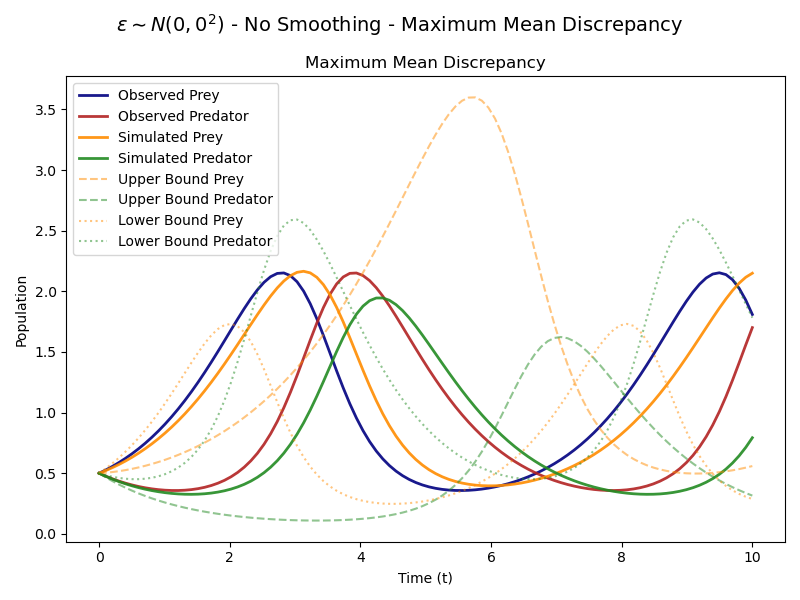 ε ~ N(0, 0²) - No Smoothing - Maximum Mean Discrepancy
Maximum Mean Discrepancy
Observed Prey
Observed Predator
Simulated Prey
Simulated Predator
Upper Bound Prey
Upper Bound Predator
Lower Bound Prey
Lower Bound Predator
Population
3.5
3.0
2.5
2.0
1.5
1.0
0.5
0.0
0 2 4 6 8 10
Time (t)